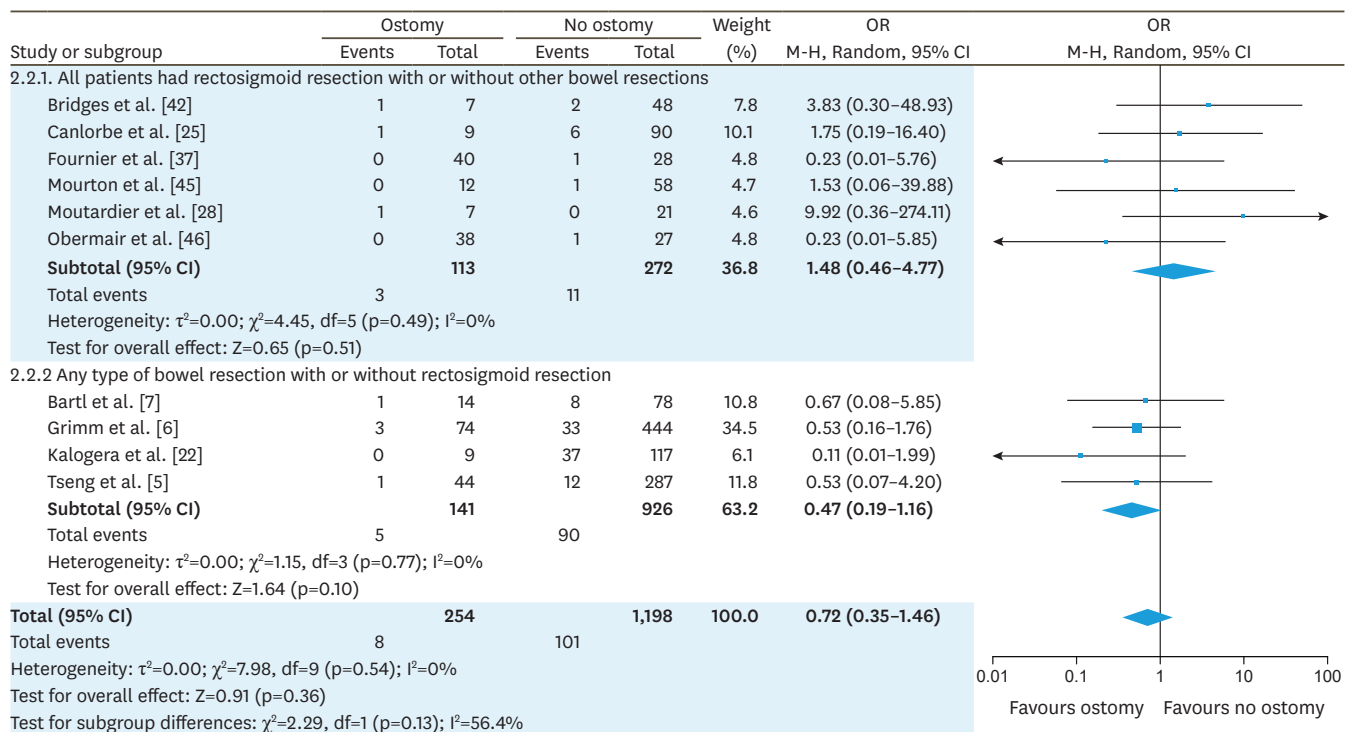 Ostomy No ostomy Weight OR OR
Study or subgroup Events Total Events Total (%) M-H, Random, 95% CI M-H, Random, 95% CI
2.2.1. All patients had rectosigmoid resection with or without other bowel resections
Bridges et al. [42] 1 7 2 48 7.8 3.83 (0.30–48.93)
Canlorbe et al. [25] 1 9 6 90 10.1 1.75 (0.19–16.40)
Fournier et al. [37] 0 40 1 28 4.8 0.23 (0.01–5.76)
Mourton et al. [45] 0 12 1 58 4.7 1.53 (0.06–39.88)
Moutardier et al. [28] 1 7 0 21 4.6 9.92 (0.36–274.11)
Obermair et al. [46] 0 38 1 27 4.8 0.23 (0.01–5.85)
Subtotal (95% CI) 113 272 36.8 1.48 (0.46–4.77)
Total events 3 11
Heterogeneity: τ²=0.00; χ²=4.45, df=5 (p=0.49); I²=0%
Test for overall effect: Z=0.65 (p=0.51)
2.2.2 Any type of bowel resection with or without rectosigmoid resection
Bartl et al. [7] 1 14 8 78 10.8 0.67 (0.08–5.85)
Grimm et al. [6] 3 74 33 444 34.5 0.53 (0.16–1.76)
Kalogera et al. [22] 0 9 37 117 6.1 0.11 (0.01–1.99)
Tseng et al. [5] 1 44 12 287 11.8 0.53 (0.07–4.20)
Subtotal (95% CI) 141 926 63.2 0.47 (0.19–1.16)
Total events 5 90
Heterogeneity: τ²=0.00; χ²=1.15, df=3 (p=0.77); I²=0%
Test for overall effect: Z=1.64 (p=0.10)
Total (95% CI) 254 1,198 100.0 0.72 (0.35–1.46)
Total events 8 101
Heterogeneity: τ²=0.00; χ²=7.98, df=9 (p=0.54); I²=0%
Test for overall effect: Z=0.91 (p=0.36)
Test for subgroup differences: χ²=2.29, df=1 (p=0.13); I²=56.4%
0.01 0.1 1 10 100
Favours ostomy Favours no ostomy